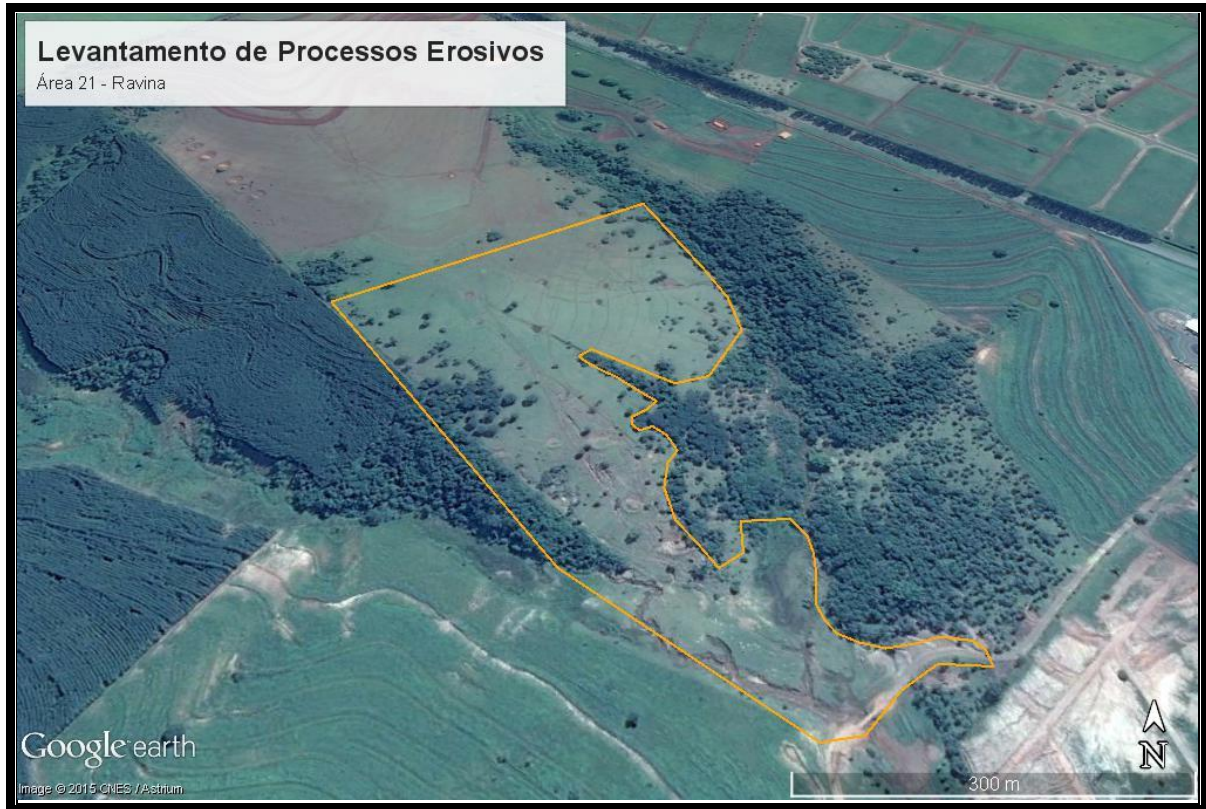 Levantamento de Processos Erosivos
Área 21 - Ravina
Google earth
Image © 2015 CNES / Astrium
N
300 m